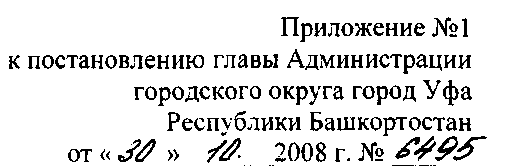 Приложение №1
к постановлению главы Администрации
городского округа город Уфа
Республики Башкортостан
от « 30 » 10. 2008 г. № 6495